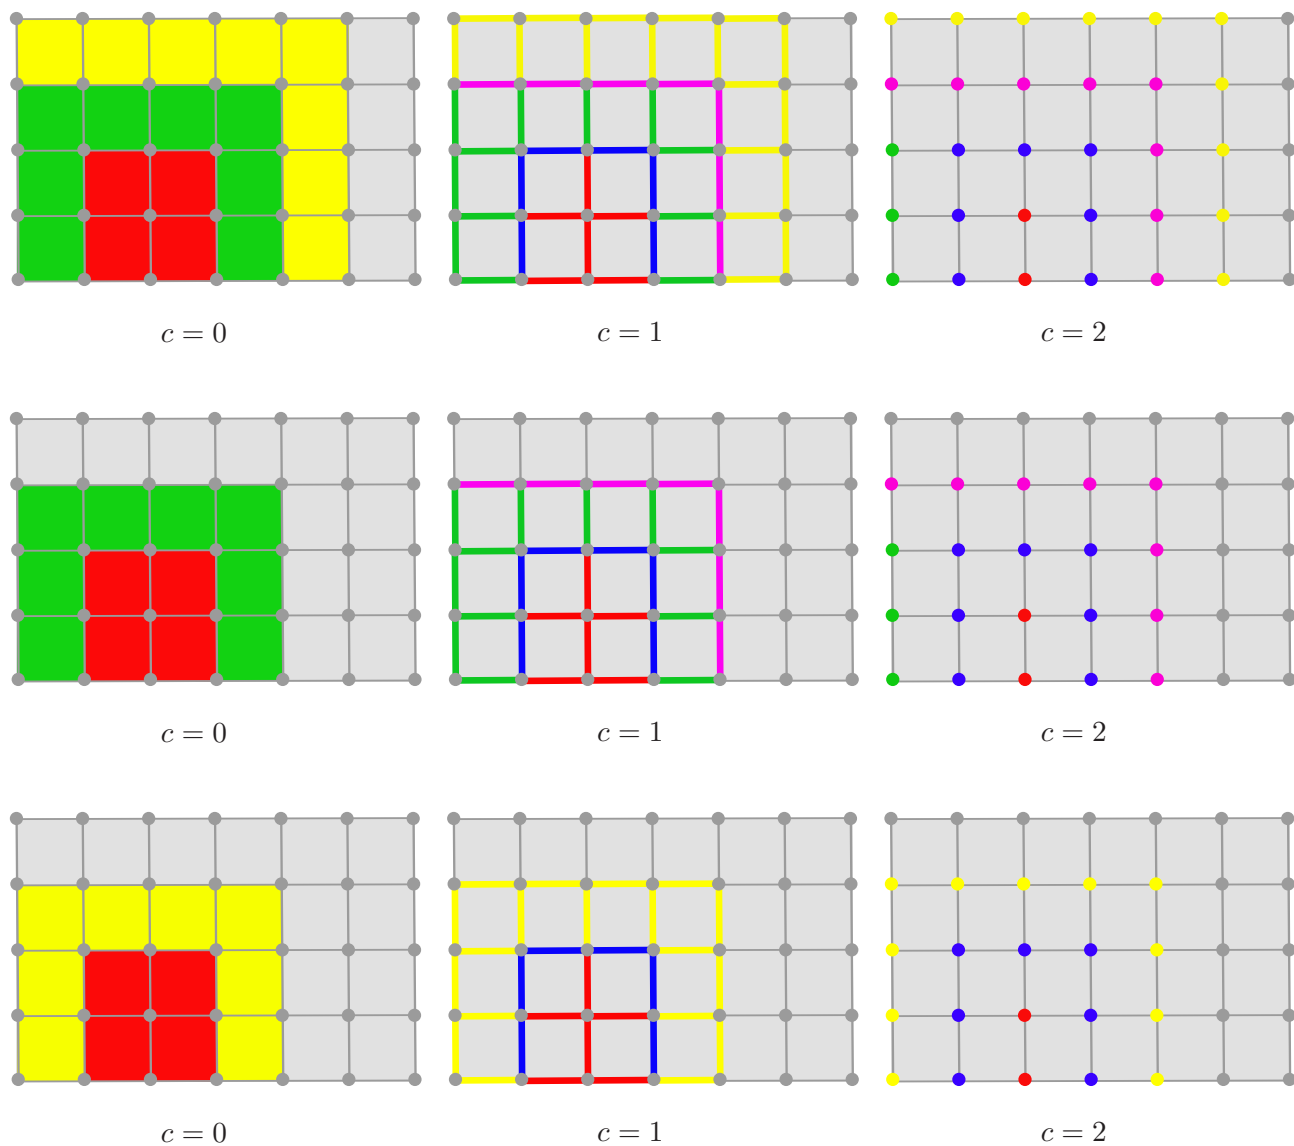 c = 0 c = 1 c = 2
c = 0 c = 1 c = 2
c = 0 c = 1 c = 2